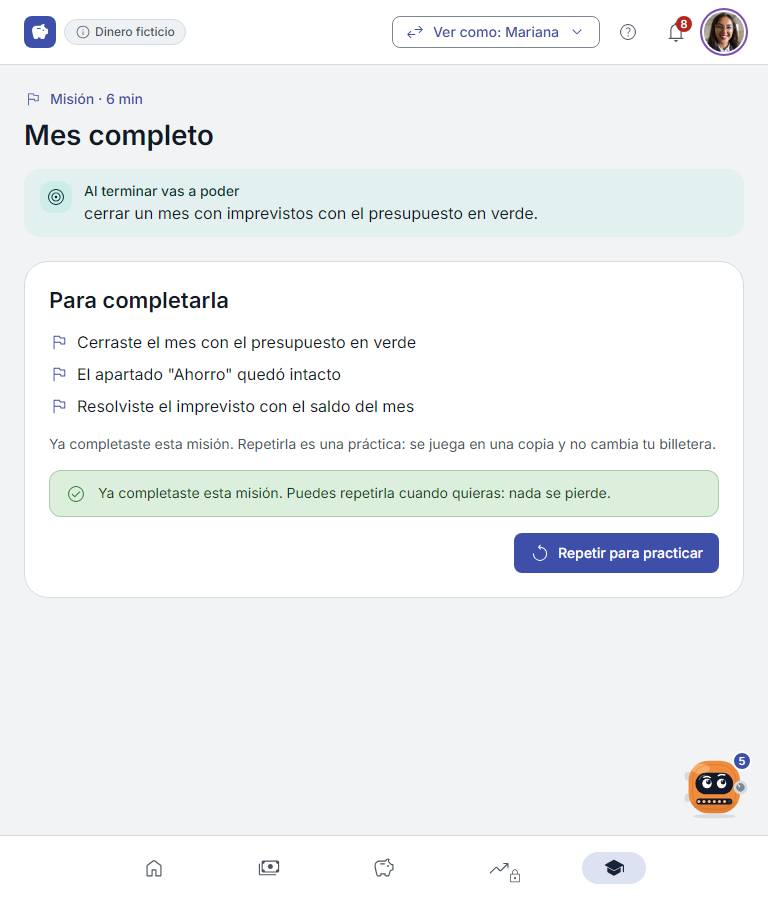 Dinero ficticio
Ver como: Mariana
8
Misión · 6 min
Mes completo
Al terminar vas a poder
cerrar un mes con imprevistos con el presupuesto en verde.
Para completarla
Cerraste el mes con el presupuesto en verde
El apartado "Ahorro" quedó intacto
Resolviste el imprevisto con el saldo del mes
Ya completaste esta misión. Repetirla es una práctica: se juega en una copia y no cambia tu billetera.
Ya completaste esta misión. Puedes repetirla cuando quieras: nada se pierde.
Repetir para practicar
5